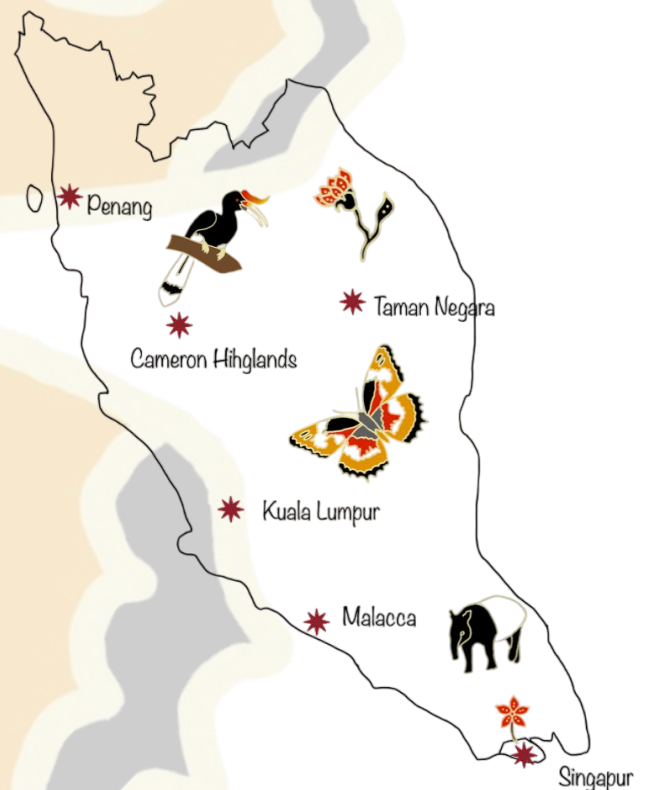 Penang
Taman Negara
Cameron Hihglands
Kuala Lumpur
Malacca
Singapur